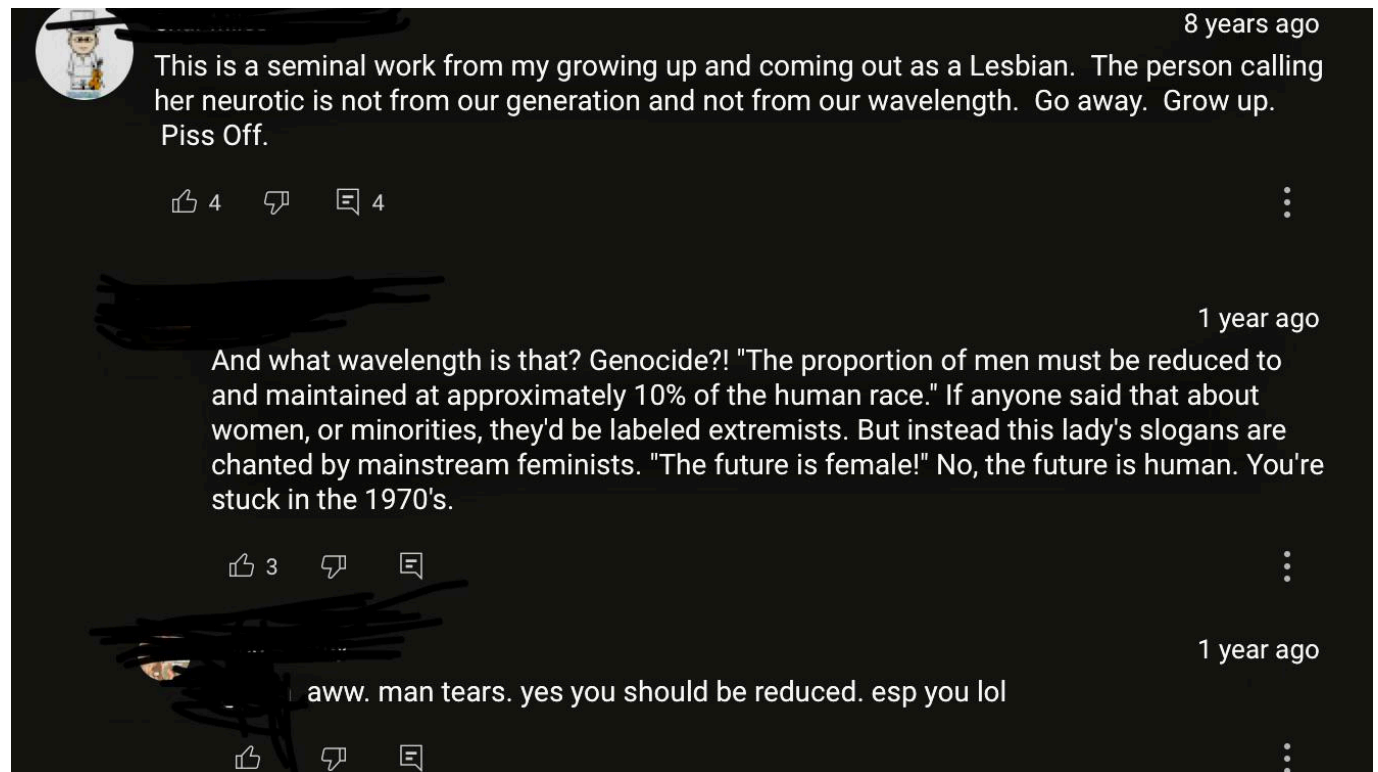 8 years ago
This is a seminal work from my growing up and coming out as a Lesbian. The person calling
her neurotic is not from our generation and not from our wavelength. Go away. Grow up.
Piss Off.
4 4
1 year ago
And what wavelength is that? Genocide?! "The proportion of men must be reduced to
and maintained at approximately 10% of the human race." If anyone said that about
women, or minorities, they'd be labeled extremists. But instead this lady's slogans are
chanted by mainstream feminists. "The future is female!" No, the future is human. You're
stuck in the 1970's.
3
1 year ago
aww. man tears. yes you should be reduced. esp you lol